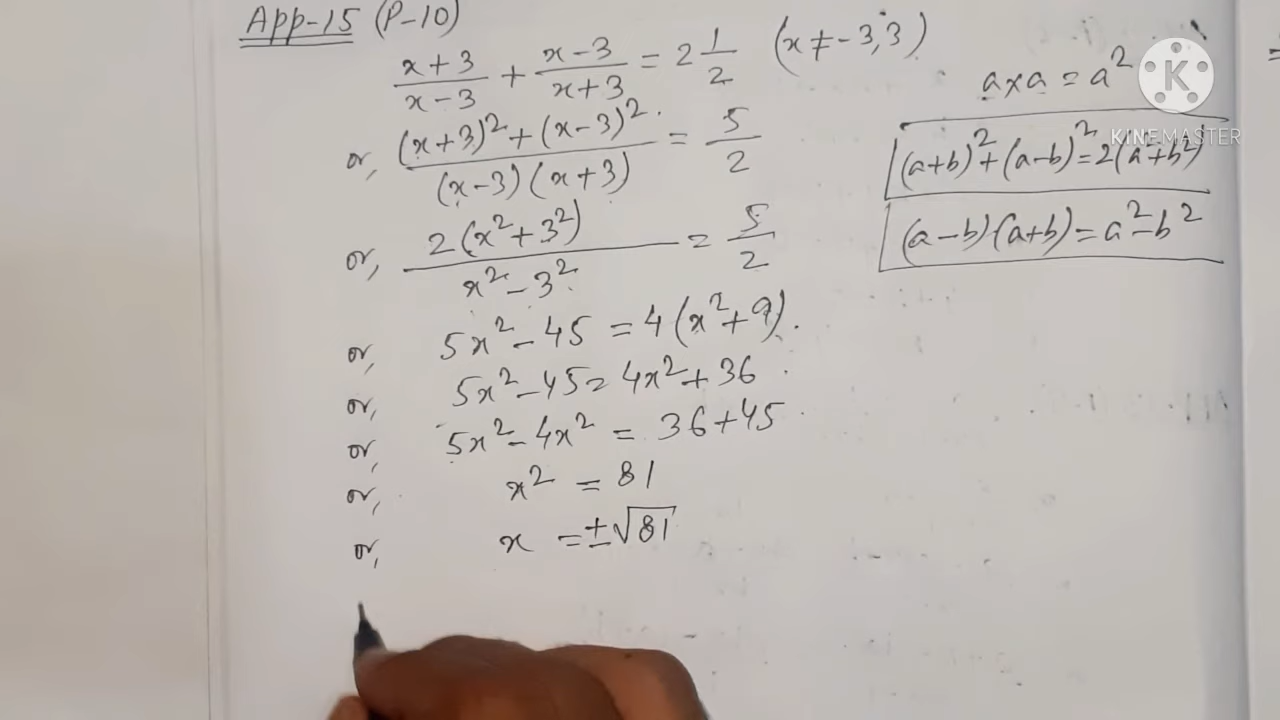 App-15 (P-10)
x+3/x-3 + x-3/x+3 = 2 1/2 (x ≠ -3, 3)
or, (x+3)² + (x-3)²/(x-3)(x+3) = 5/2
or, 2(x²+3²)/x²-3² = 5/2
or, 5x²-45 = 4(x²+9).
or, 5x²-45 = 4x²+36
or, 5x²-4x² = 36+45
or, x² = 81
or, x = ±√81
a×a = a²
(a+b)²+(a-b)²=2(a²+b²)
(a-b)(a+b)=a²-b²
K
KINEMASTER